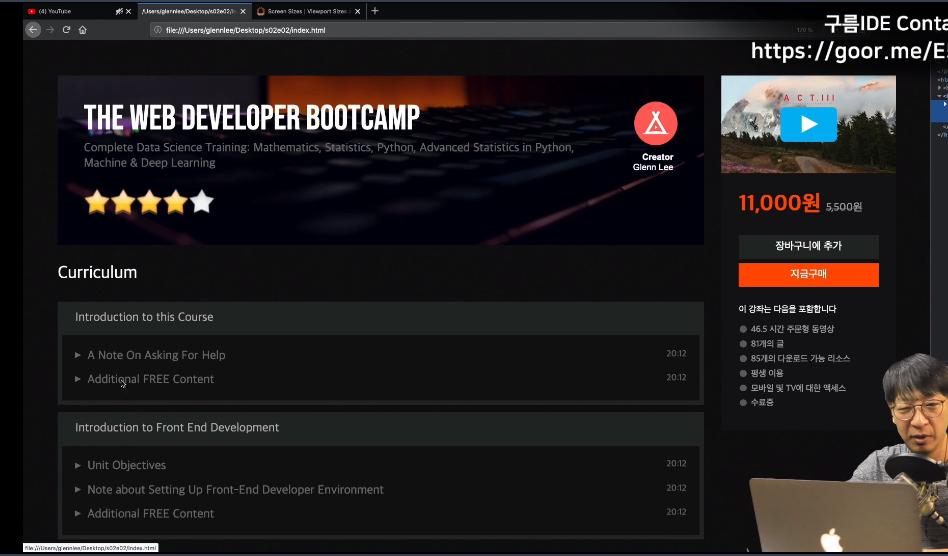 (4) YouTube
/Users/glennlee/Desktop/s02e02/in
Screen Sizes | Viewport Sizes
file:///Users/glennlee/Desktop/s02e02/index.html
170 %
구름IDE Conta
https://goor.me/E
THE WEB DEVELOPER BOOTCAMP
Complete Data Science Training: Mathematics, Statistics, Python, Advanced Statistics in Python,
Machine & Deep Learning
Creator
Glenn Lee
A C T . I I I
11,000원 5,500원
장바구니에 추가
지금구매
이 강좌는 다음을 포함합니다
46.5 시간 주문형 동영상
81개의 글
85개의 다운로드 가능 리소스
평생 이용
모바일 및 TV에 대한 액세스
수료증
Curriculum
Introduction to this Course
A Note On Asking For Help 20:12
Additional FREE Content 20:12
Introduction to Front End Development
Unit Objectives 20:12
Note about Setting Up Front-End Developer Environment 20:12
Additional FREE Content 20:12
file:///Users/glennlee/Desktop/s02e02/index.html